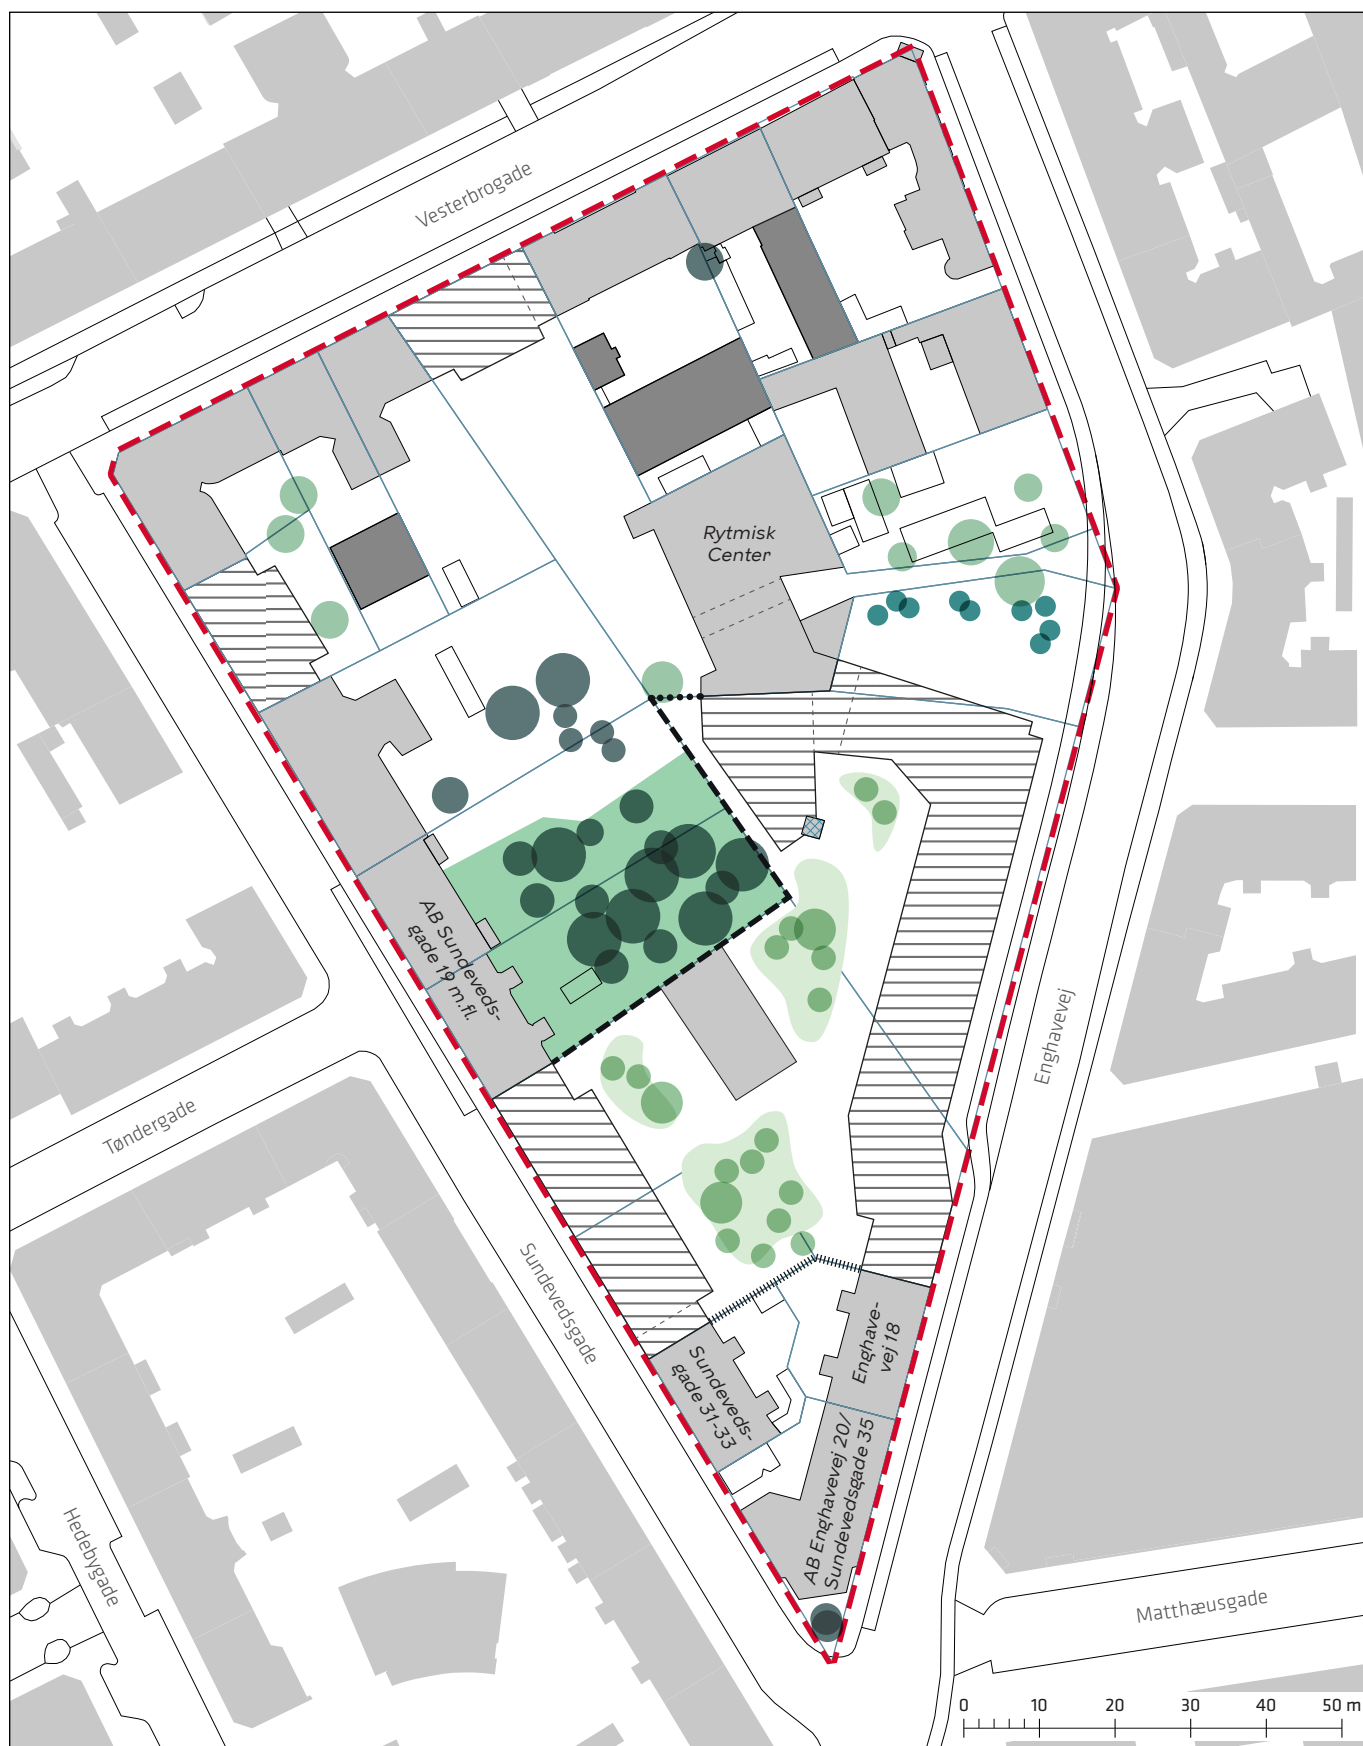 Vesterbrogade
Rytmisk
Center
AB Sundeveds-
gade 19 m.fl.
Enghavevej
Tøndergade
Sundevedsgade
Enghave-
vej 18
Sundeveds-
gade 31-33
AB Enghavevej 20/
Sundevedsgade 35
Hedebygade
Matthæusgade
0 10 20 30 40 50 m